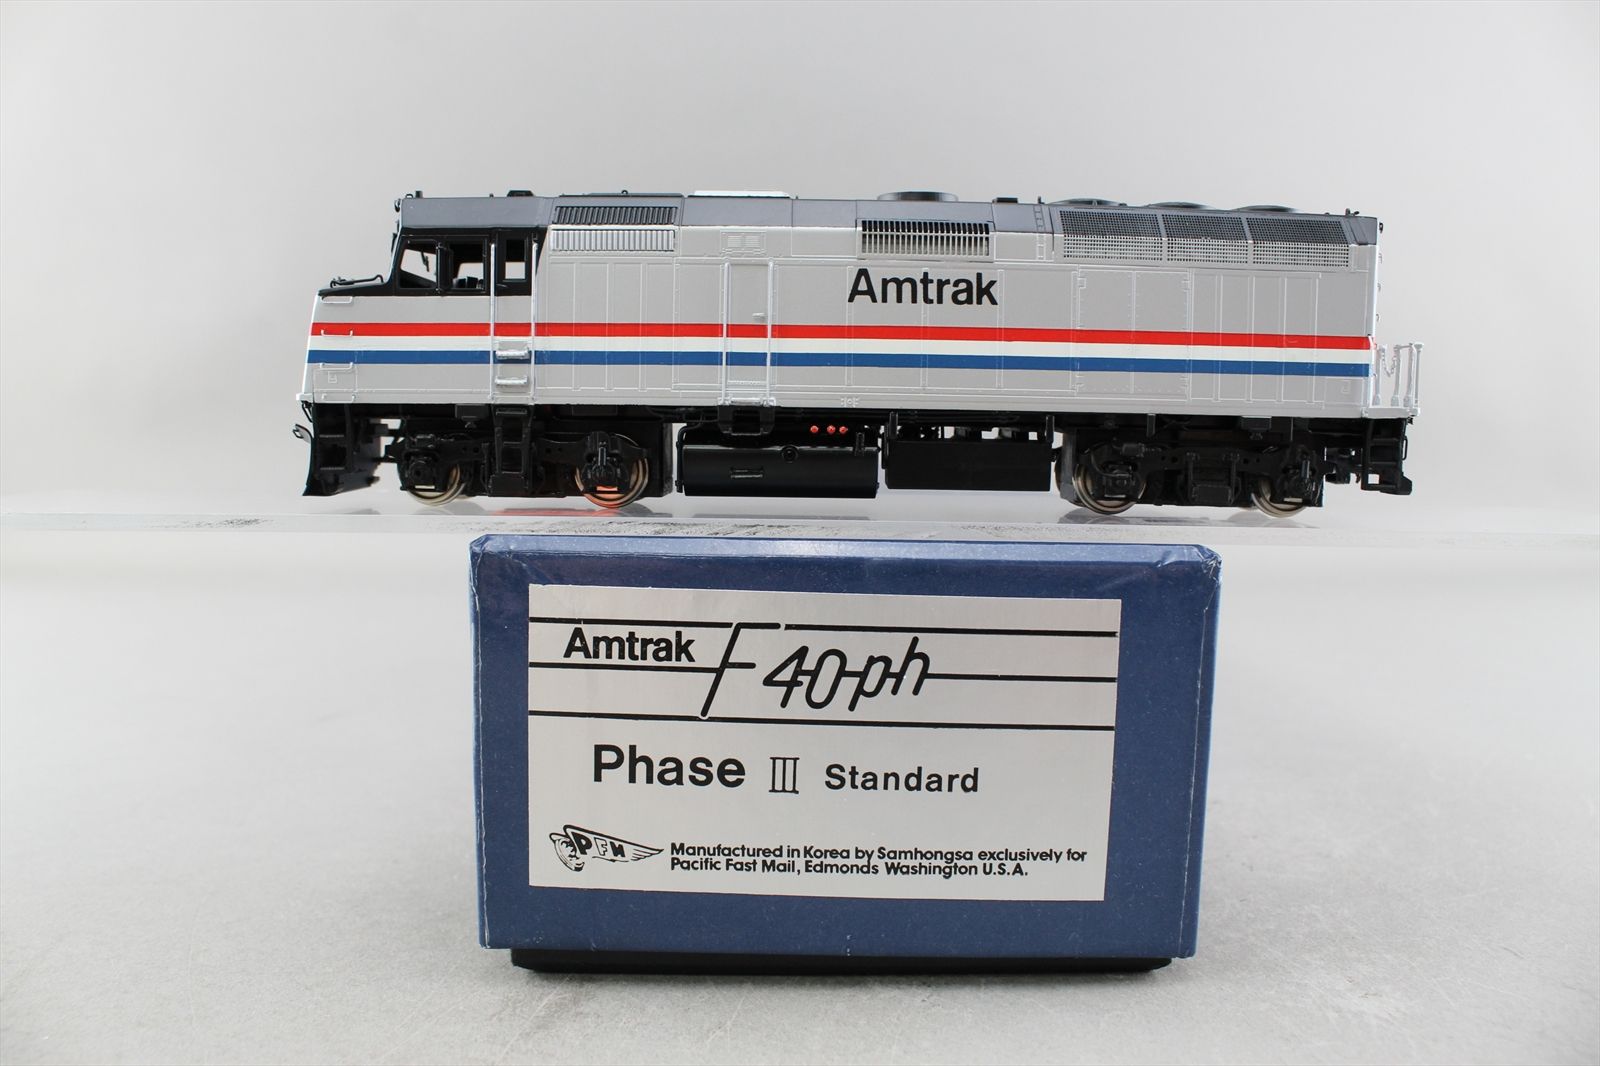 Amtrak
Amtrak F40ph
Phase III Standard
PFM Manufactured in Korea by Samhongsa exclusively for
Pacific Fast Mail, Edmonds Washington U.S.A.